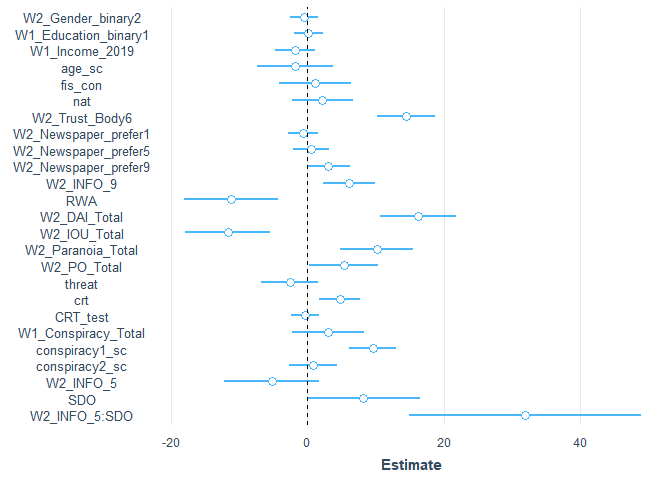 W2_Gender_binary2
W1_Education_binary1
W1_Income_2019
age_sc
fis_con
nat
W2_Trust_Body6
W2_Newspaper_prefer1
W2_Newspaper_prefer5
W2_Newspaper_prefer9
W2_INFO_9
RWA
W2_DAI_Total
W2_IOU_Total
W2_Paranoia_Total
W2_PO_Total
threat
crt
CRT_test
W1_Conspiracy_Total
conspiracy1_sc
conspiracy2_sc
W2_INFO_5
SDO
W2_INFO_5:SDO
-20 0 20 40
Estimate